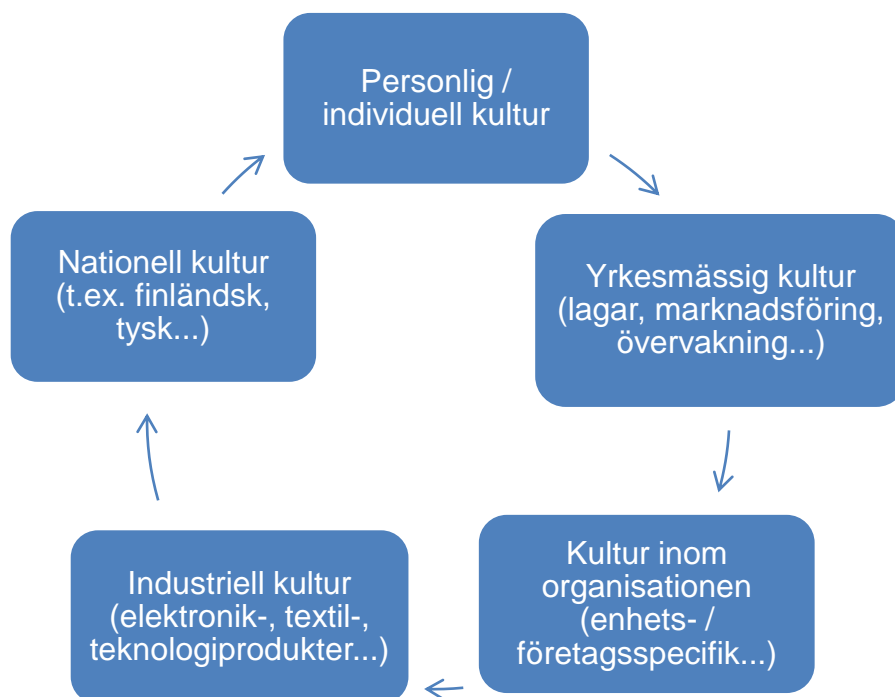 Personlig /
individuell kultur
Yrkesmässig kultur
(lagar, marknadsföring,
övervakning...)
Kultur inom
organisationen
(enhets- /
företagsspecifik...)
Industriell kultur
(elektronik-, textil-,
teknologiprodukter...)
Nationell kultur
(t.ex. finländsk,
tysk...)